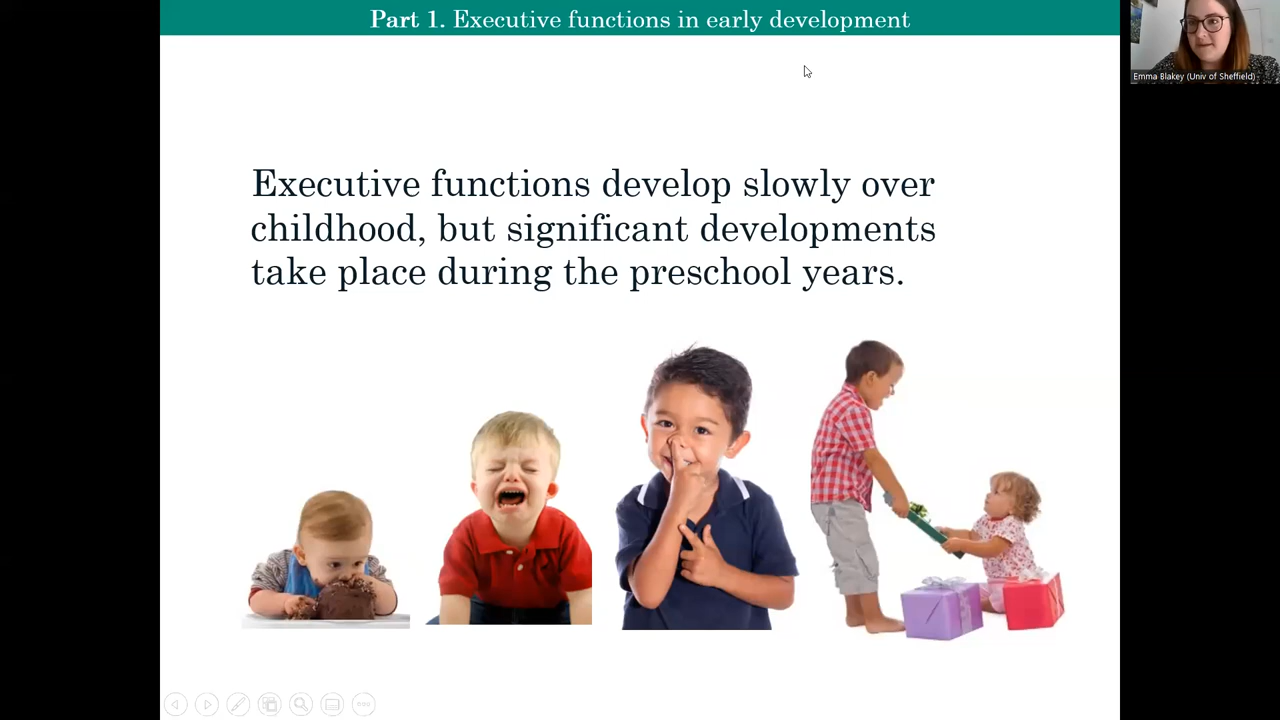 Part 1. Executive functions in early development
Emma Blakey (Univ of Sheffield)
Executive functions develop slowly over
childhood, but significant developments
take place during the preschool years.